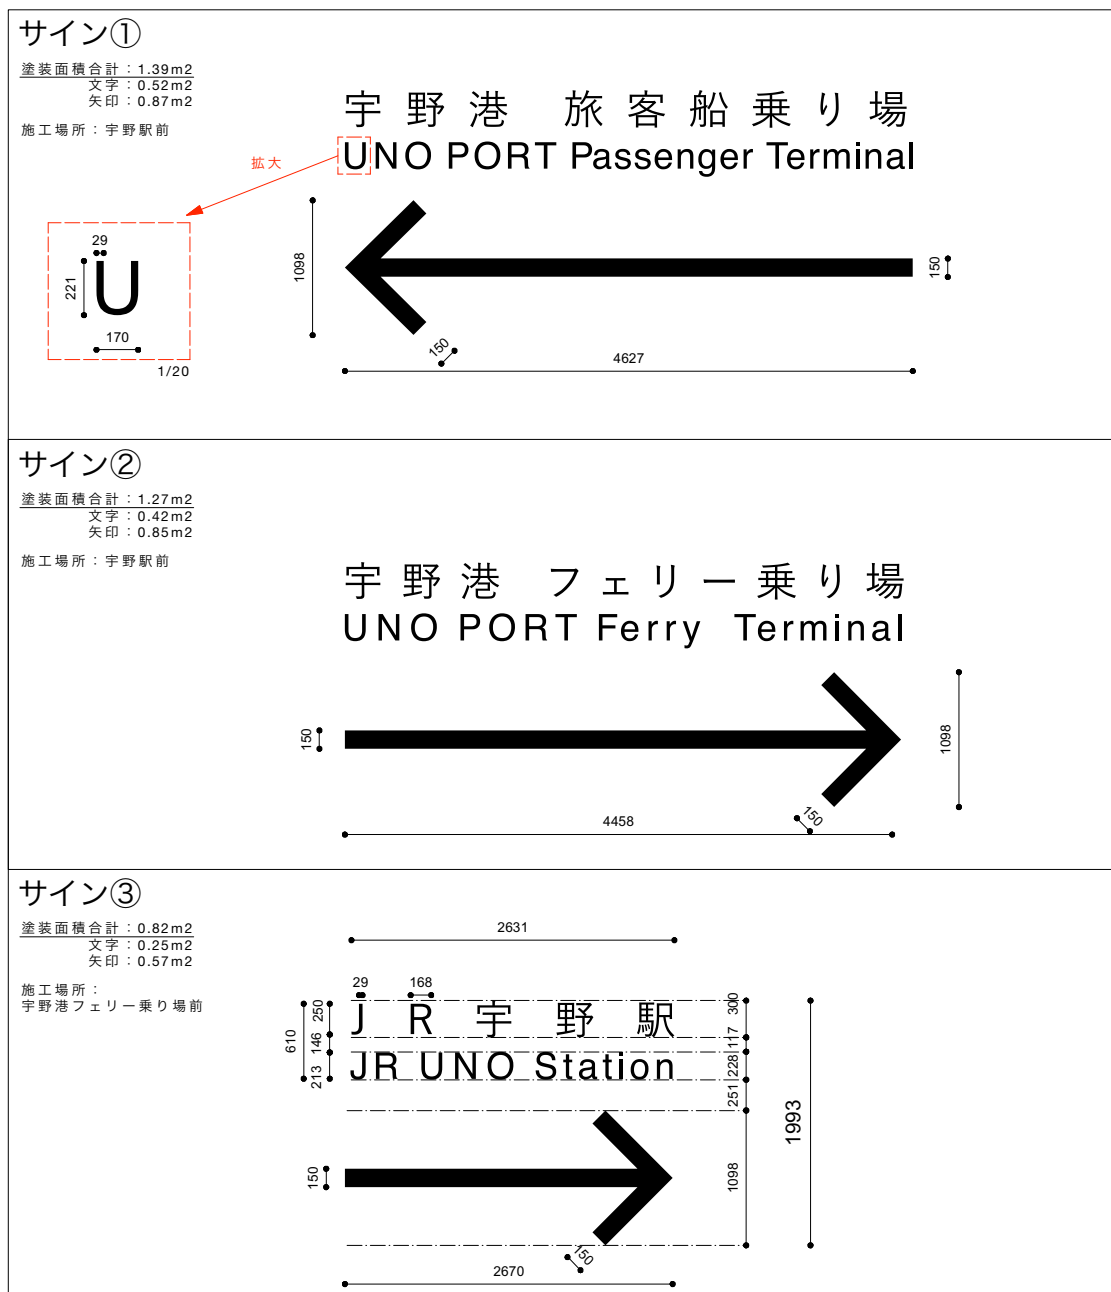 サイン①
塗装面積合計：1.39m2
文字：0.52m2
矢印：0.87m2
施工場所：宇野駅前
宇野港 旅客船乗り場
UNO PORT Passenger Terminal
拡大
29
221
U
170
1/20
1098
150
150
4627
サイン②
塗装面積合計：1.27m2
文字：0.42m2
矢印：0.85m2
施工場所：宇野駅前
宇野港 フェリー乗り場
UNO PORT Ferry Terminal
150
1098
150
4458
サイン③
塗装面積合計：0.82m2
文字：0.25m2
矢印：0.57m2
施工場所：
宇野港フェリー乗り場前
2631
29
168
610
250
146
213
JR宇野駅
JR UNO Station
300
117
228
251
1098
1993
150
150
2670